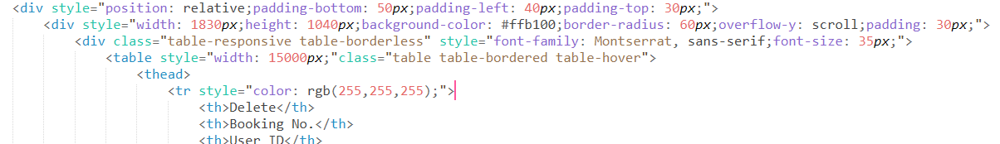 <div style="position: relative;padding-bottom: 50px;padding-left: 40px;padding-top: 30px;">
<div style="width: 1830px;height: 1040px;background-color: #ffb100;border-radius: 60px;overflow-y: scroll;padding: 30px;">
<div class="table-responsive table-borderless" style="font-family: Montserrat, sans-serif;font-size: 35px;">
<table style="width: 15000px;"class="table table-bordered table-hover">
<thead>
<tr style="color: rgb(255,255,255);">
<th>Delete</th>
<th>Booking No.</th>
<th>User ID</th>